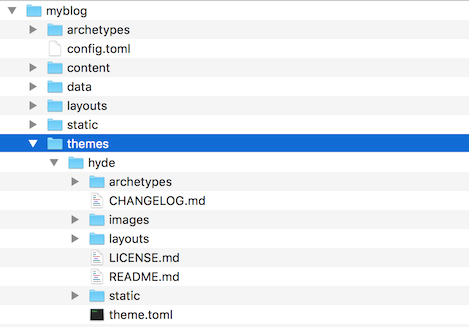 myblog
archetypes
config.toml
content
data
layouts
static
themes
hyde
archetypes
CHANGELOG.md
images
layouts
LICENSE.md
README.md
static
theme.toml